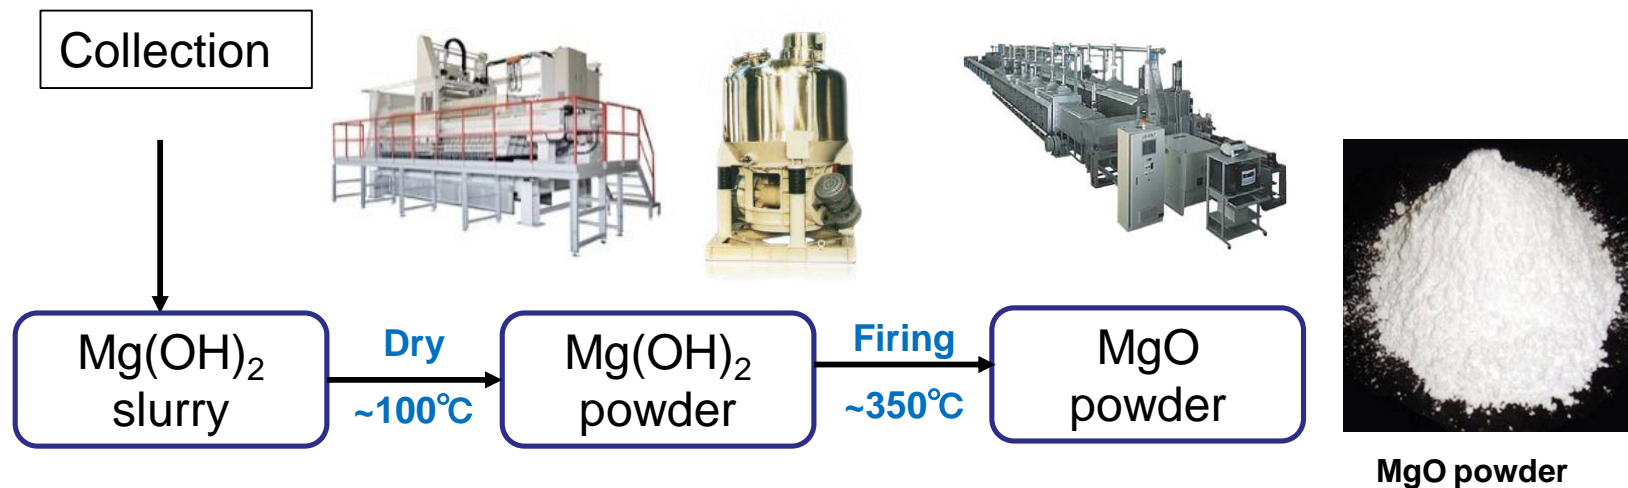 Collection
Mg(OH)₂
slurry
Dry
~100℃
Mg(OH)₂
powder
Firing
~350℃
MgO
powder
MgO powder